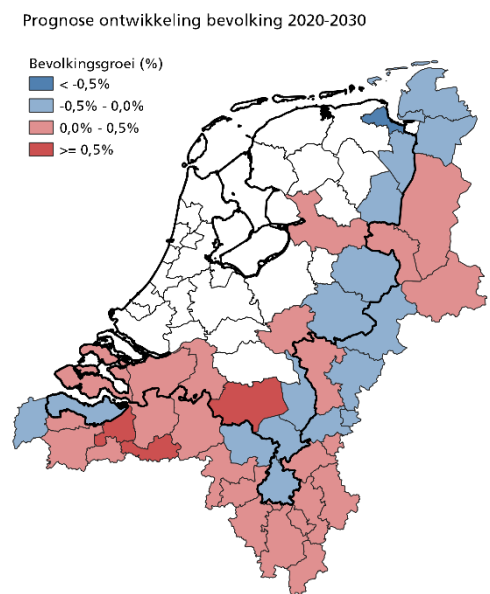 Prognose ontwikkeling bevolking 2020-2030
Bevolkingsgroei (%)
< -0,5%
-0,5% - 0,0%
0,0% - 0,5%
>= 0,5%